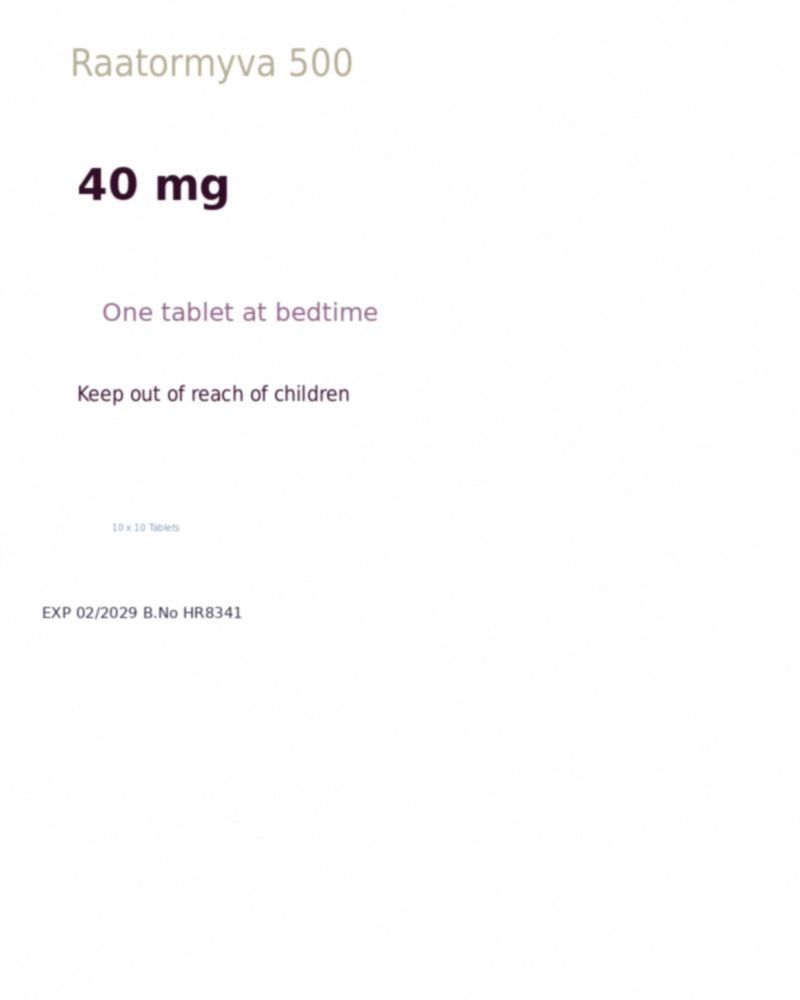 Raatormyva 500
40 mg
One tablet at bedtime
Keep out of reach of children
10 x 10 Tablets
EXP 02/2029 B.No HR8341